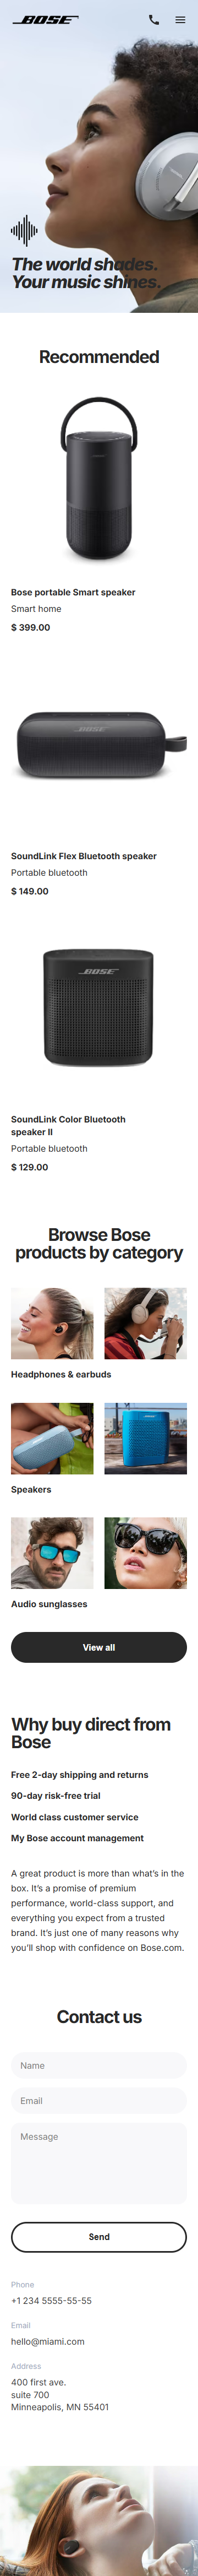 BOSE
The world shades.
Your music shines.
Recommended
Bose portable Smart speaker
Smart home
$ 399.00
BOSE
SoundLink Flex Bluetooth speaker
Portable bluetooth
$ 149.00
BOSE
SoundLink Color Bluetooth
speaker II
Portable bluetooth
$ 129.00
Browse Bose
products by category
Headphones & earbuds
Speakers
Audio sunglasses
View all
Why buy direct from
Bose
Free 2-day shipping and returns
90-day risk-free trial
World class customer service
My Bose account management
A great product is more than what's in the
box. It's a promise of premium
performance, world-class support, and
everything you expect from a trusted
brand. It's just one of many reasons why
you'll shop with confidence on Bose.com.
Contact us
Name
Email
Message
Send
Phone
+1 234 5555-55-55
Email
hello@miami.com
Address
400 first ave.
suite 700
Minneapolis, MN 55401